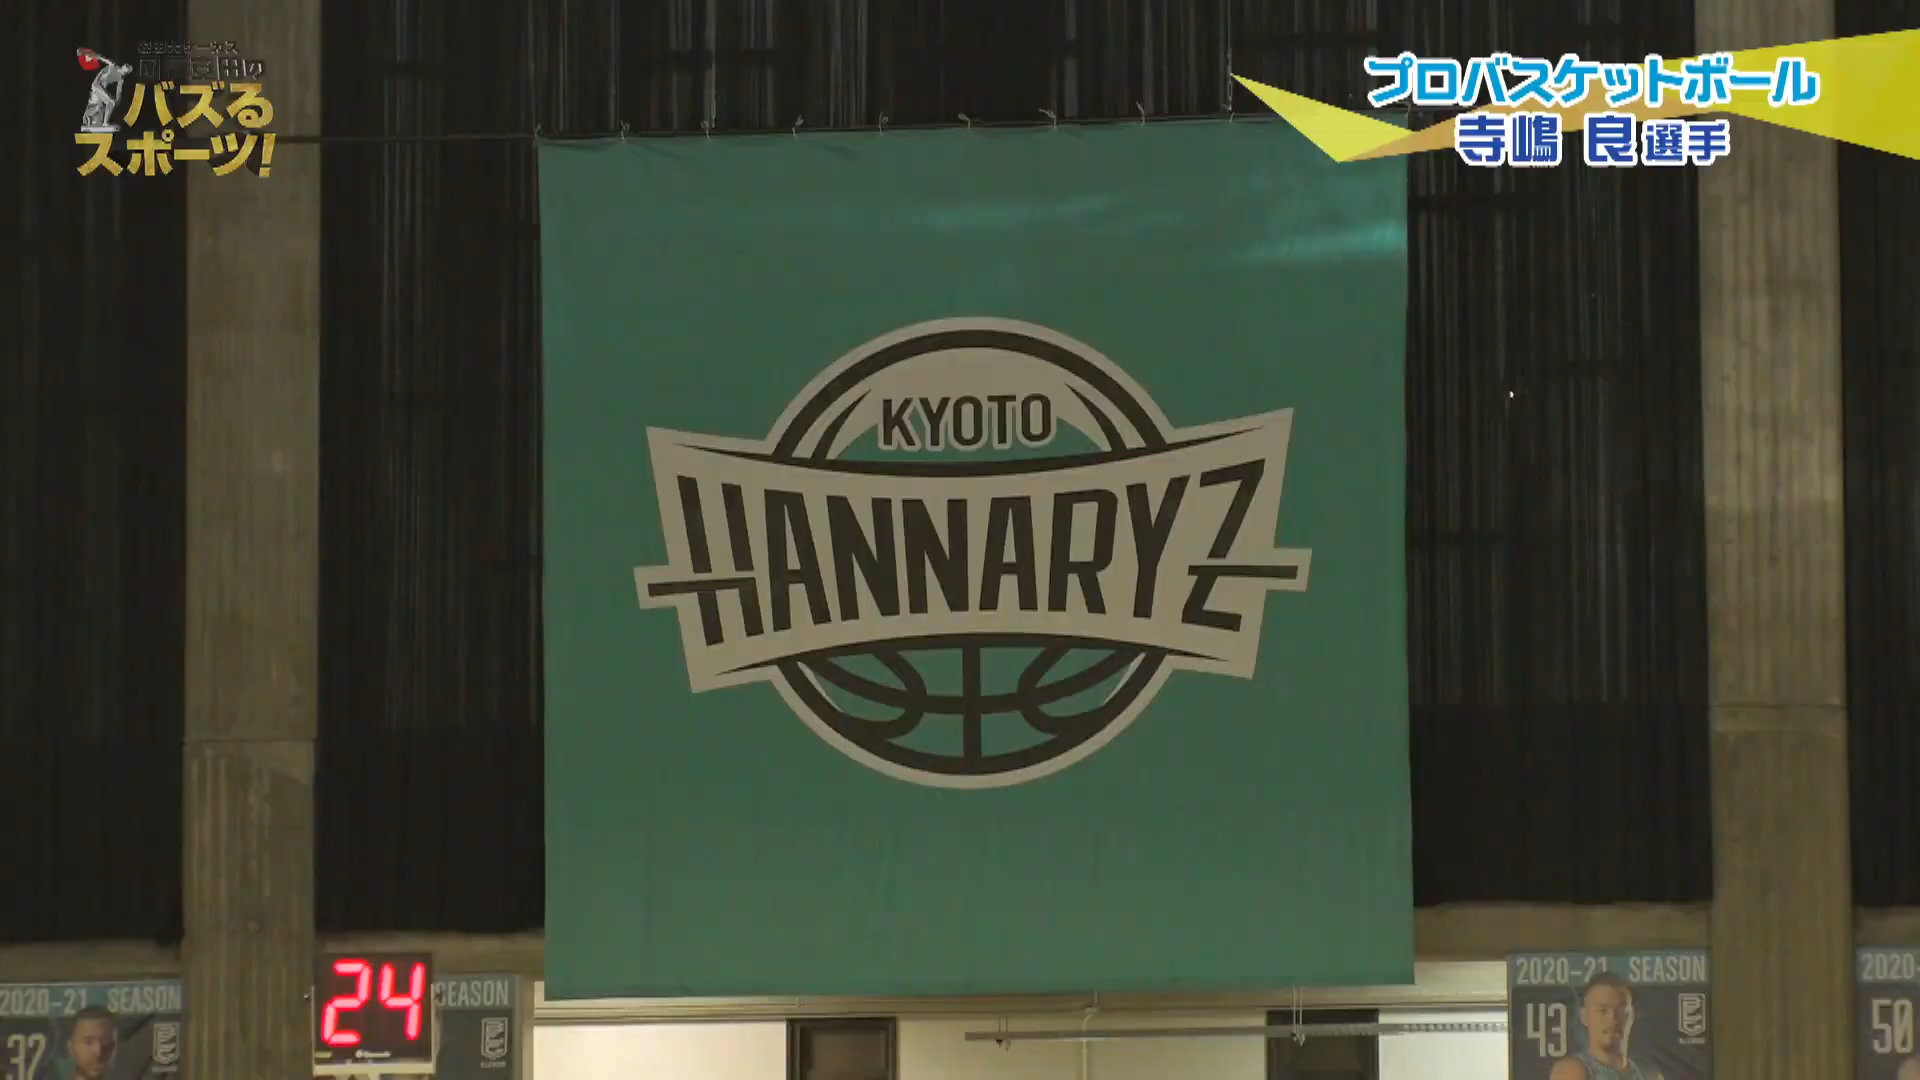 バズる
スポーツ!
プロバスケットボール
寺嶋 良選手
KYOTO
HANNARYZ
24
2020-21 SEASON
32
SEASON
2020-21 SEASON
43
2020-
50